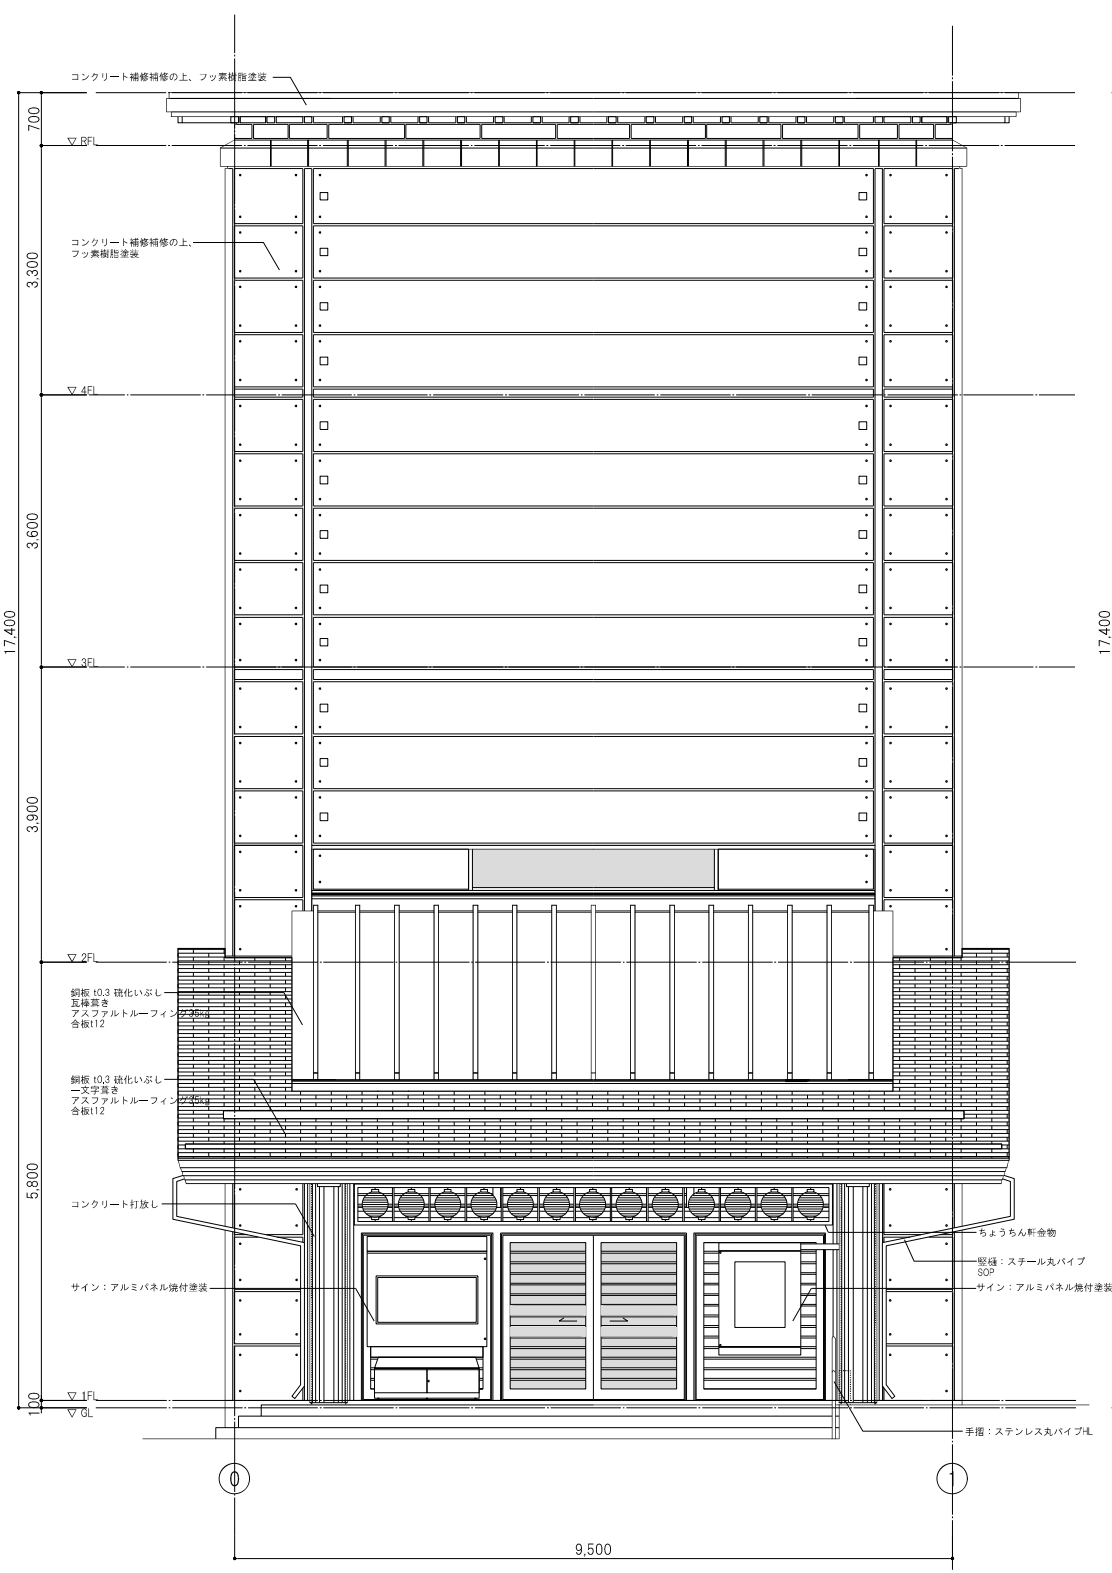 コンクリート補修補修の上、フッ素樹脂塗装
700
▽ RFL
コンクリート補修補修の上、
フッ素樹脂塗装
3,300
▽ 4FL
3,600
17,400
17,400
▽ 3FL
3,900
▽ 2FL
銅板 t0.3 硫化いぶし
瓦棒葺き
アスファルトルーフィング35kg
合板t12
銅板 t0.3 硫化いぶし
一文字葺き
アスファルトルーフィング35kg
合板t12
5,800
コンクリート打放し
ちょうちん軒金物
竪樋：スチール丸パイプ
SOP
サイン：アルミパネル焼付塗装
サイン：アルミパネル焼付塗装
▽ 1FL
100
▽ GL
手摺：ステンレス丸パイプHL
0
1
9,500